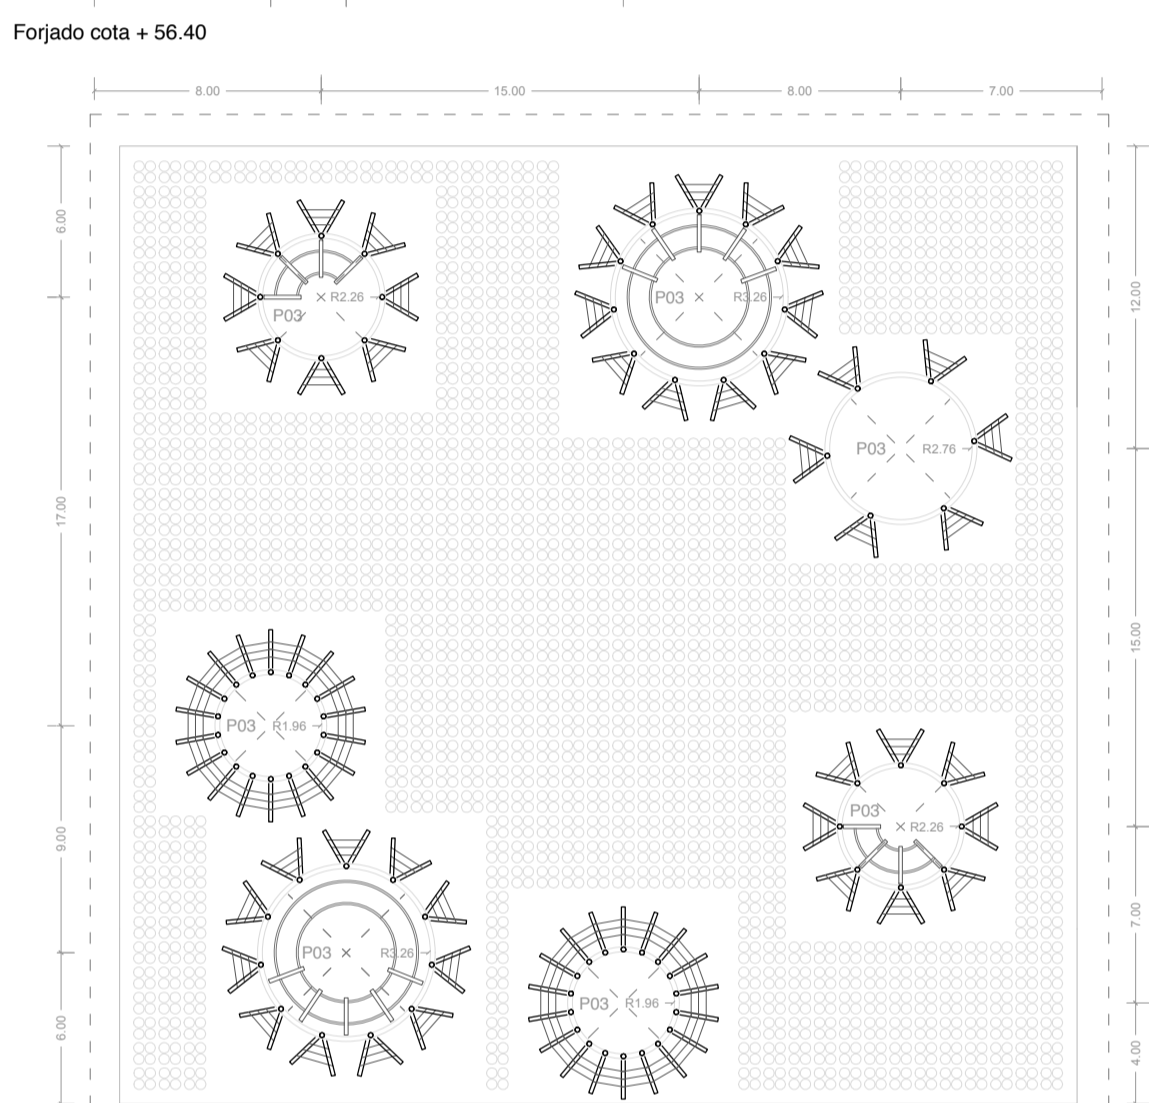 Forjado cota + 56.40
8.00 15.00 8.00 7.00
6.00
12.00
P03 R2.26
P03 R3.26
P03 R2.76
17.00
15.00
P03 R1.96
P03 R2.26
9.00
7.00
P03 R3.26
P03 R1.96
6.00
4.00